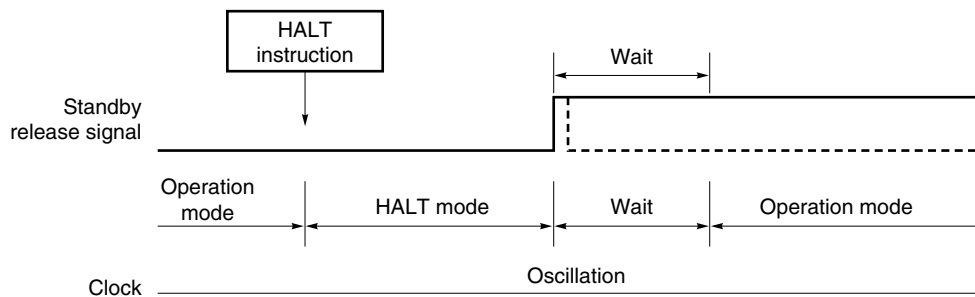 HALT
instruction
Wait
Standby
release signal
Operation
mode
HALT mode
Wait
Operation mode
Oscillation
Clock